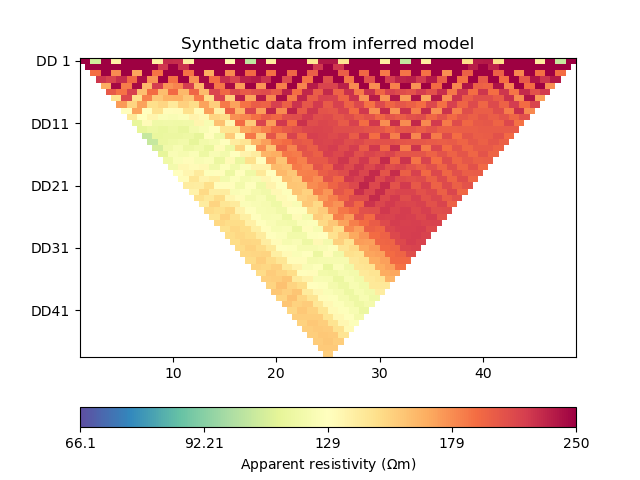 Synthetic data from inferred model
DD 1
DD11
DD21
DD31
DD41
10 20 30 40
66.1 92.21 129 179 250
Apparent resistivity (Ωm)